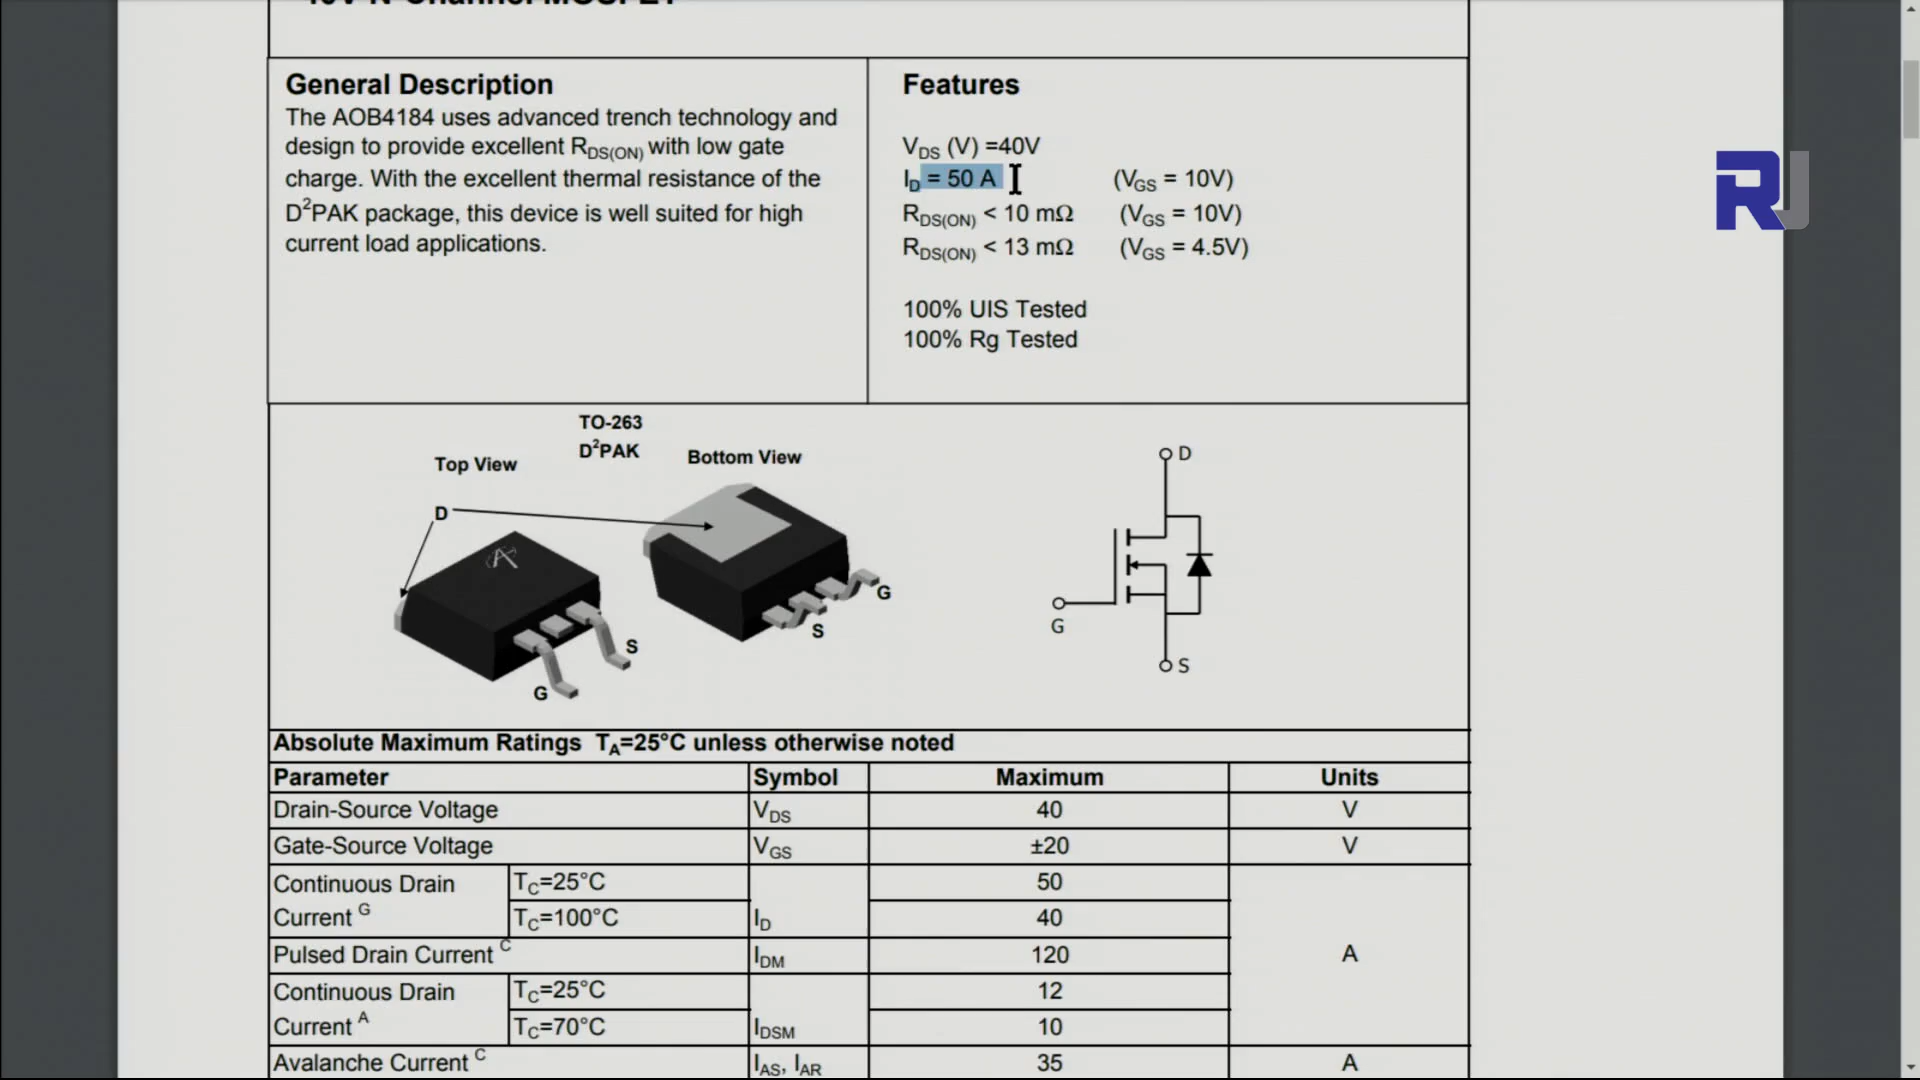 40V N-Channel MOSFET
General Description
The AOB4184 uses advanced trench technology and
design to provide excellent RDS(ON) with low gate
charge. With the excellent thermal resistance of the
D2PAK package, this device is well suited for high
current load applications.
Features
VDS (V) =40V
ID = 50 A (VGS = 10V)
RDS(ON) < 10 mΩ (VGS = 10V)
RDS(ON) < 13 mΩ (VGS = 4.5V)
100% UIS Tested
100% Rg Tested
RJ
TO-263
D2PAK
Top View
Bottom View
D
S
G
G
S
D
G
S
Absolute Maximum Ratings TA=25°C unless otherwise noted
Parameter Symbol Maximum Units
Drain-Source Voltage VDS 40 V
Gate-Source Voltage VGS ±20 V
Continuous Drain
Current G
TC=25°C 50
TC=100°C ID 40
Pulsed Drain Current C IDM 120 A
Continuous Drain
Current A
TC=25°C 12
TC=70°C IDSM 10
Avalanche Current C IAS, IAR 35 A